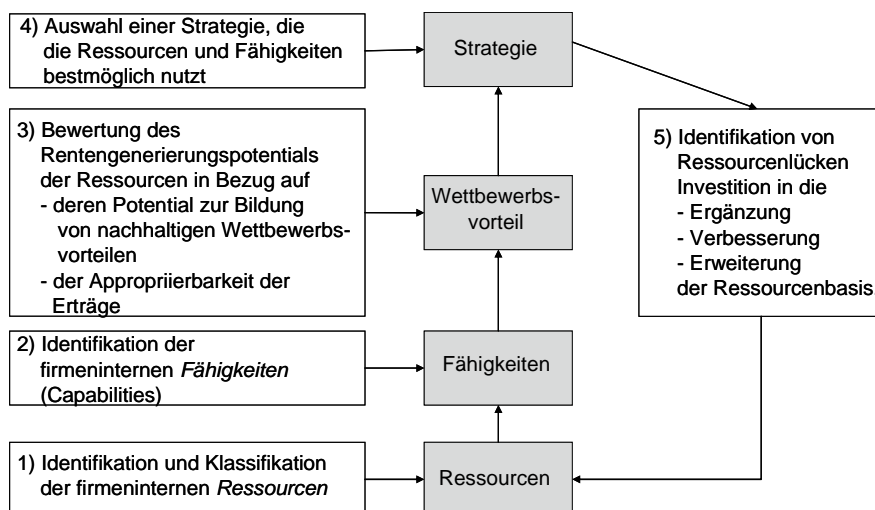 4) Auswahl einer Strategie, die
die Ressourcen und Fähigkeiten
bestmöglich nutzt
Strategie
3) Bewertung des
Rentengenerierungspotentials
der Ressourcen in Bezug auf
- deren Potential zur Bildung
von nachhaltigen Wettbewerbs-
vorteilen
- der Appropriierbarkeit der
Erträge
Wettbewerbs-
vorteil
5) Identifikation von
Ressourcenlücken
Investition in die
- Ergänzung
- Verbesserung
- Erweiterung
der Ressourcenbasis.
2) Identifikation der
firmeninternen Fähigkeiten
(Capabilities)
Fähigkeiten
1) Identifikation und Klassifikation
der firmeninternen Ressourcen
Ressourcen